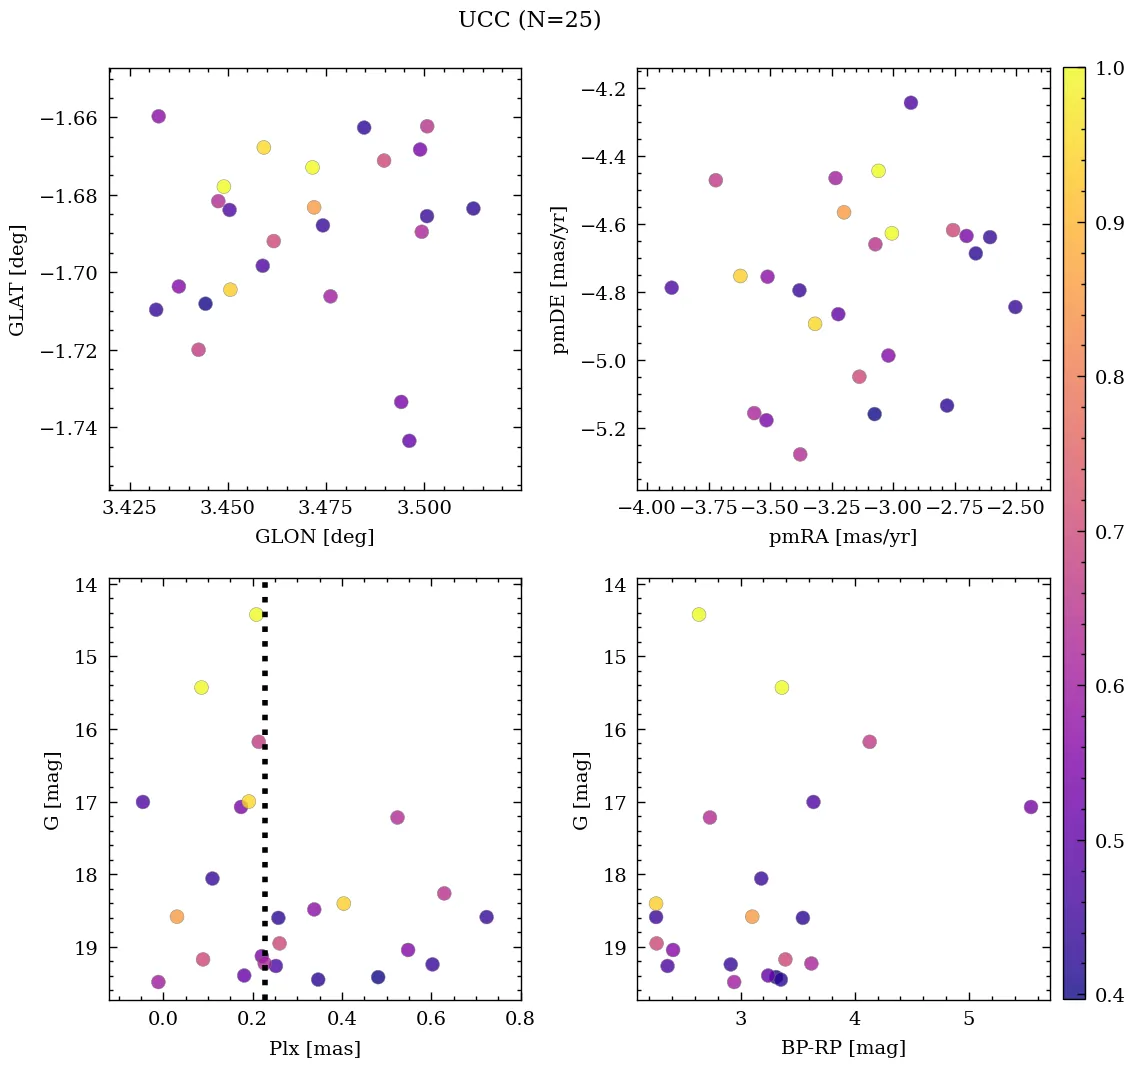 UCC (N=25)
−1.66
−1.68
−1.70
−1.72
−1.74
GLAT [deg]
3.425 3.450 3.475 3.500
GLON [deg]
−4.2
−4.4
−4.6
−4.8
−5.0
−5.2
pmDE [mas/yr]
−4.00 −3.75 −3.50 −3.25 −3.00 −2.75 −2.50
pmRA [mas/yr]
14
15
16
17
18
19
G [mag]
0.0 0.2 0.4 0.6 0.8
Plx [mas]
14
15
16
17
18
19
G [mag]
3 4 5
BP-RP [mag]
1.0
0.9
0.8
0.7
0.6
0.5
0.4